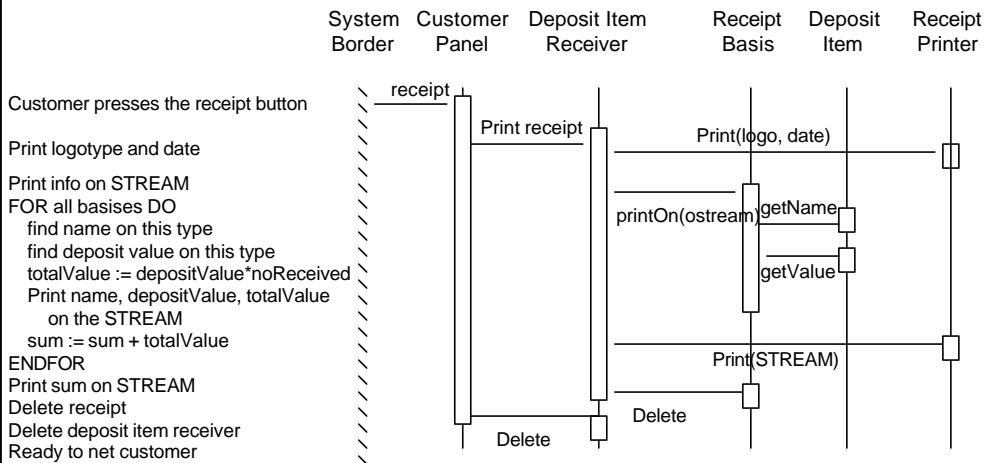 System Border
Customer Panel
Deposit Item Receiver
Receipt Basis
Deposit Item
Receipt Printer
receipt
Customer presses the receipt button
Print receipt
Print(logo, date)
Print logotype and date
Print info on STREAM
FOR all basises DO
find name on this type
find deposit value on this type
totalValue := depositValue*noReceived
Print name, depositValue, totalValue
on the STREAM
sum := sum + totalValue
ENDFOR
Print sum on STREAM
Delete receipt
Delete deposit item receiver
Ready to net customer
printOn(ostream)
getName
getValue
Print(STREAM)
Delete
Delete